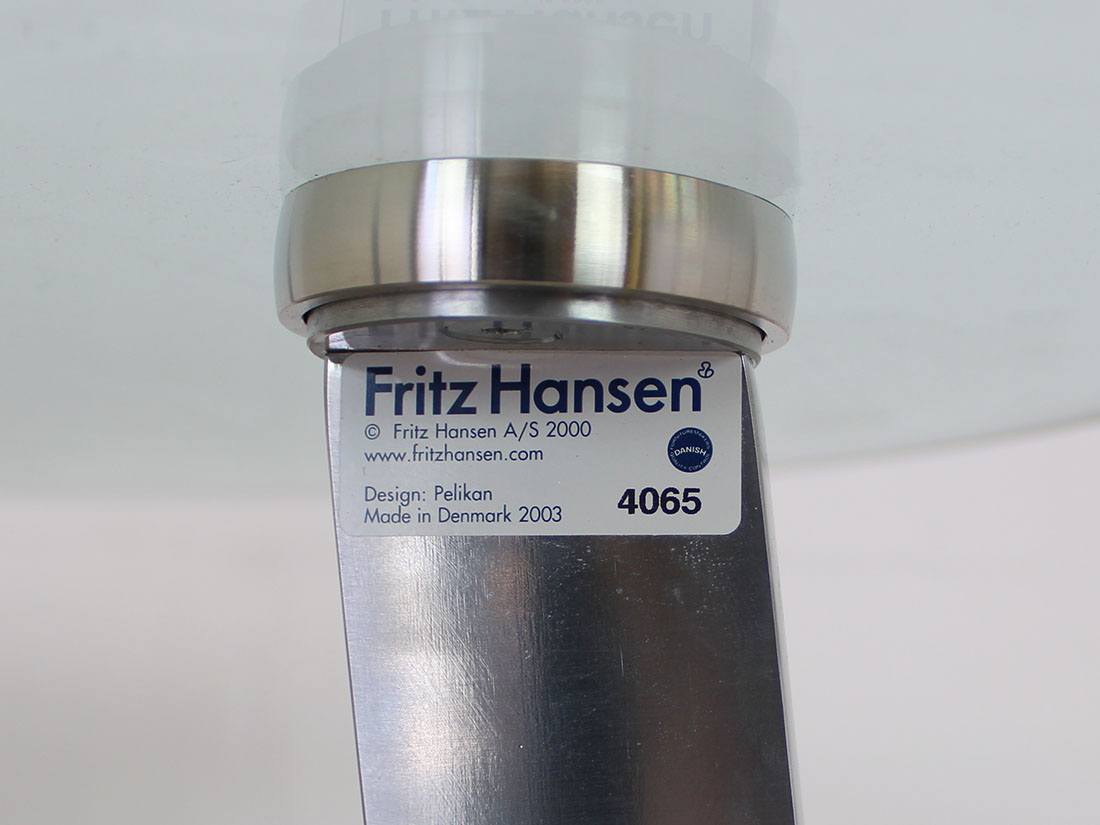 Fritz Hansen
© Fritz Hansen A/S 2000
www.fritzhansen.com
DANISH
Design: Pelikan
Made in Denmark 2003
4065